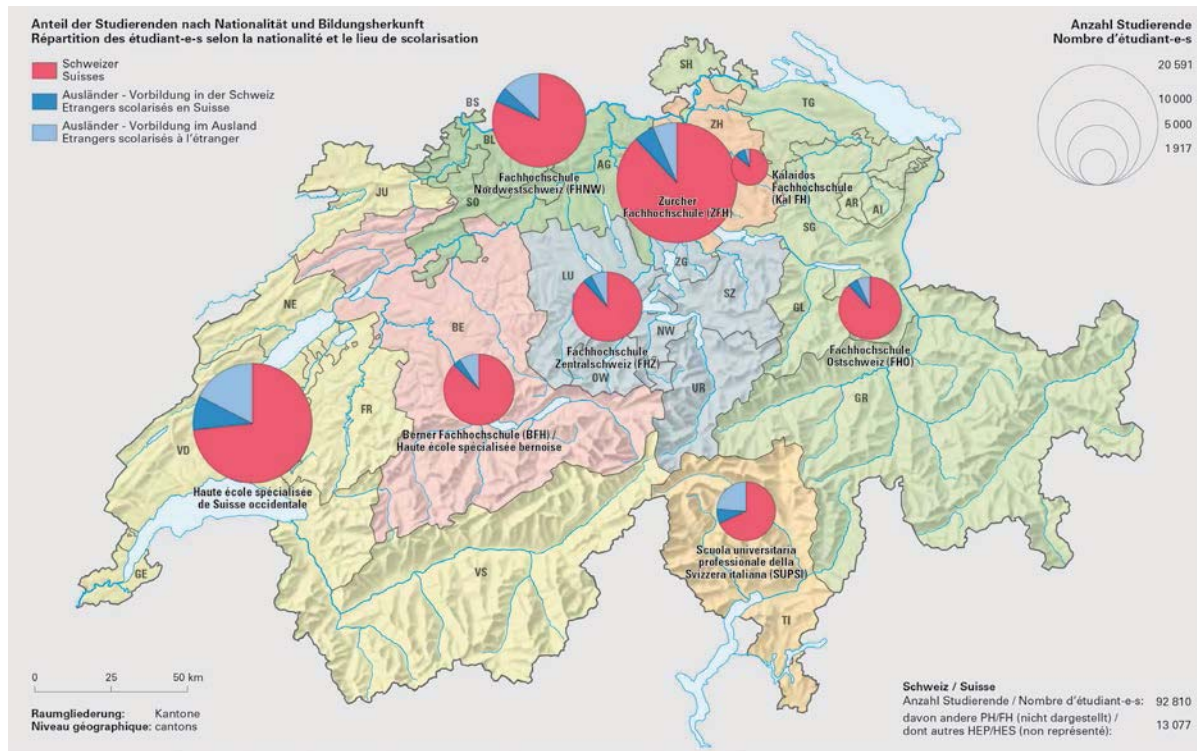 Anteil der Studierenden nach Nationalität und Bildungsherkunft
Répartition des étudiant-e-s selon la nationalité et le lieu de scolarisation
Schweizer
Suisses
Ausländer - Vorbildung in der Schweiz
Etrangers scolarisés en Suisse
Ausländer - Vorbildung im Ausland
Etrangers scolarisés à l'étranger
Anzahl Studierende
Nombre d'étudiant-e-s
20 591
10 000
5 000
1 917
SH
BS
TG
ZH
BL
AG
Fachhochschule
Nordwestschweiz (FHNW)
Kalaidos
Fachhochschule
(Kal FH)
JU
SO
Zürcher
Fachhochschule (ZFH)
AR
AI
SG
LU
ZG
SZ
NE
BE
NW
GL
Fachhochschule
Zentralschweiz (FHZ)
OW
Fachhochschule
Ostschweiz (FHO)
UR
GR
FR
VD
Berner Fachhochschule (BFH) /
Haute école spécialisée bernoise
Haute école spécialisée
de Suisse occidentale
Scuola universitaria
professionale della
Svizzera italiana (SUPSI)
GE
VS
TI
0 25 50 km
Raumgliederung: Kantone
Niveau géographique: cantons
Schweiz / Suisse
Anzahl Studierende / Nombre d'étudiant-e-s: 92 810
davon andere PH/FH (nicht dargestellt) /
dont autres HEP/HES (non représenté): 13 077